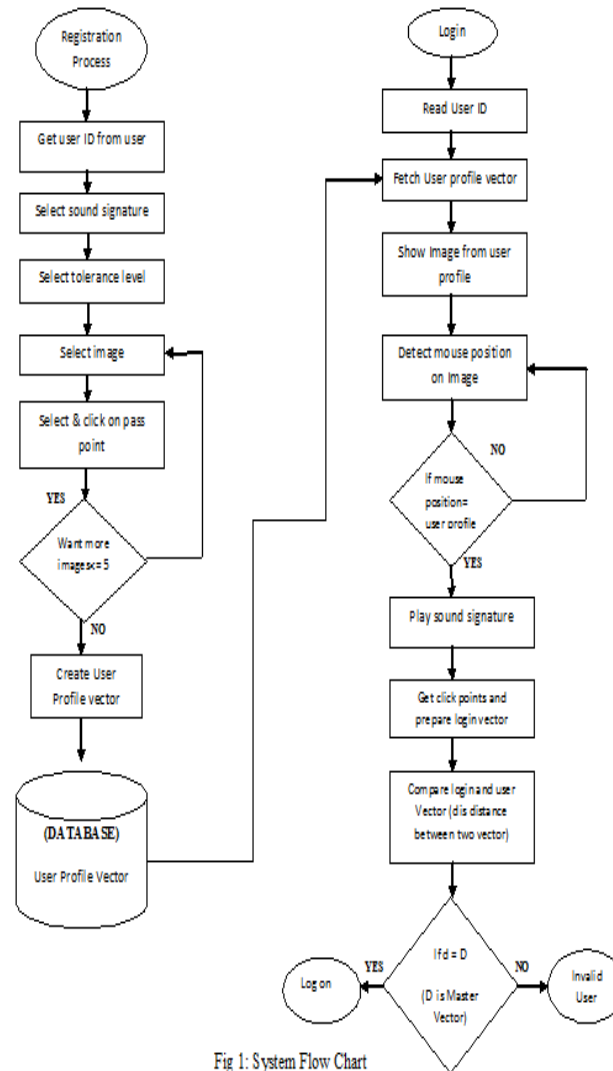 Registration
Process
Get user ID from user
Select sound signature
Select tolerance level
Select image
Select & click on pass
point
YES
Want more
images<= 5
NO
Create User
Profile vector
(DATABASE)
User Profile Vector
Login
Read User ID
Fetch User profile vector
Show Image from user
profile
Detect mouse position
on Image
NO
If mouse
position=
user profile
YES
Play sound signature
Get click points and
prepare login vector
Compare login and user
Vector (d is distance
between two vector)
If d = D
(D is Master
Vector)
YES
NO
Log on
Invalid
User
Fig 1: System Flow Chart